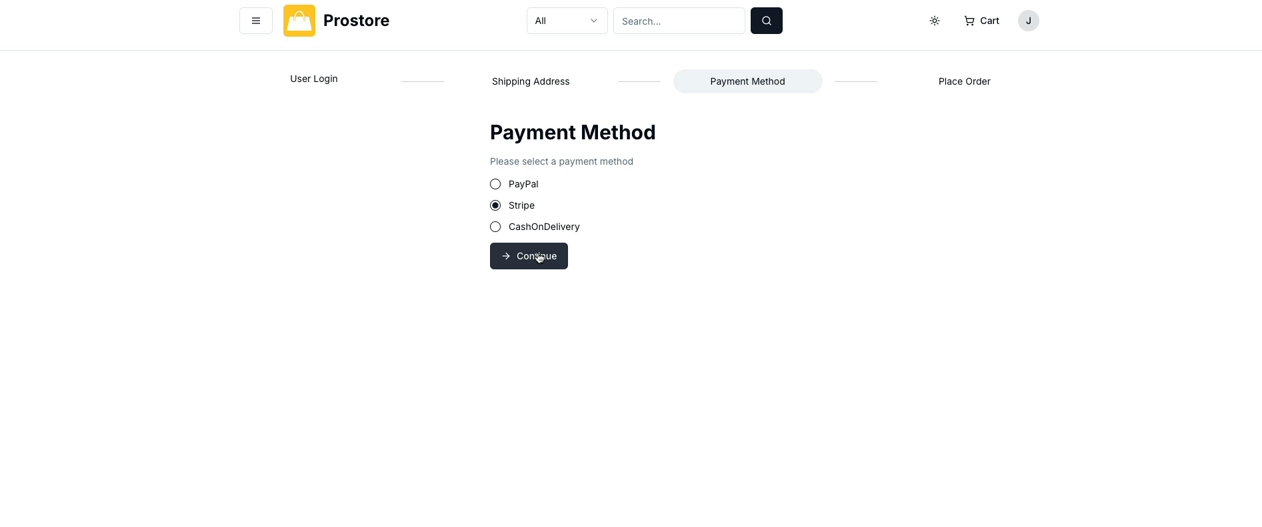 Prostore
All
Search...
Cart
J
User Login
Shipping Address
Payment Method
Place Order
Payment Method
Please select a payment method
PayPal
Stripe
CashOnDelivery
Continue